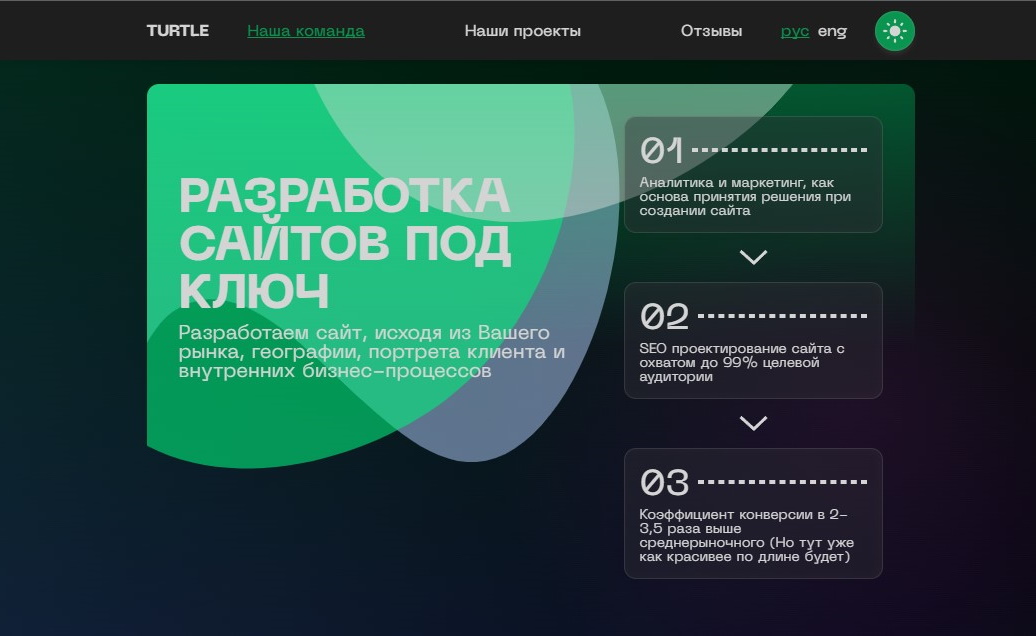 TURTLE Наша команда Наши проекты Отзывы рус eng
РАЗРАБОТКА
САЙТОВ ПОД
КЛЮЧ
Разработаем сайт, исходя из Вашего
рынка, географии, портрета клиента и
внутренних бизнес-процессов
01
Аналитика и маркетинг, как
основа принятия решения при
создании сайта
02
SEO проектирование сайта с
охватом до 99% целевой
аудитории
03
Коэффициент конверсии в 2-
3,5 раза выше
среднерыночного (Но тут уже
как красивее по длине будет)